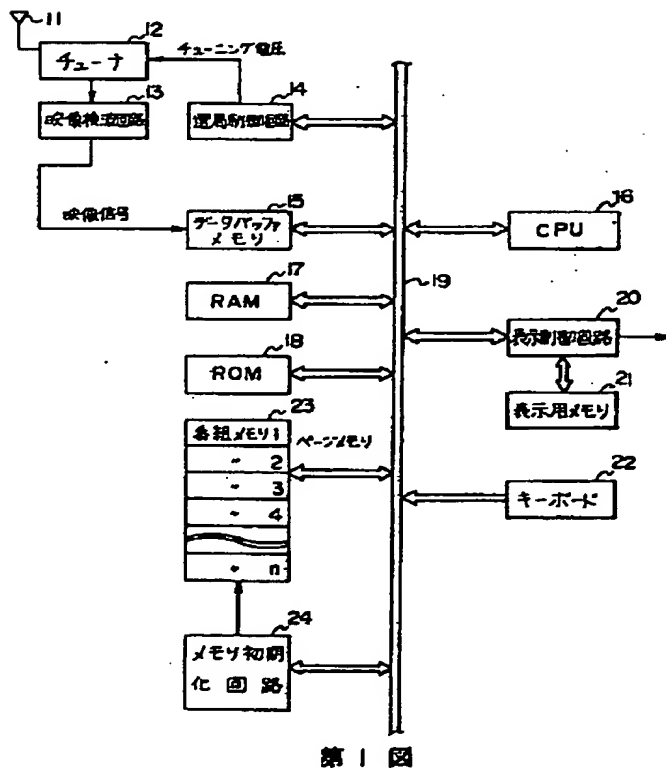 11
12
チューナ
チューニング電圧
13
映像検波回路
14
選局制御回路
映像信号
15
データバッファ
メモリ
16
CPU
17
RAM
19
20
表示制御回路
18
ROM
21
表示用メモリ
23
番組メモリ1
ページメモリ
〃 2
〃 3
〃 4
〃 n
22
キーボード
24
メモリ初期
化回路
第1図